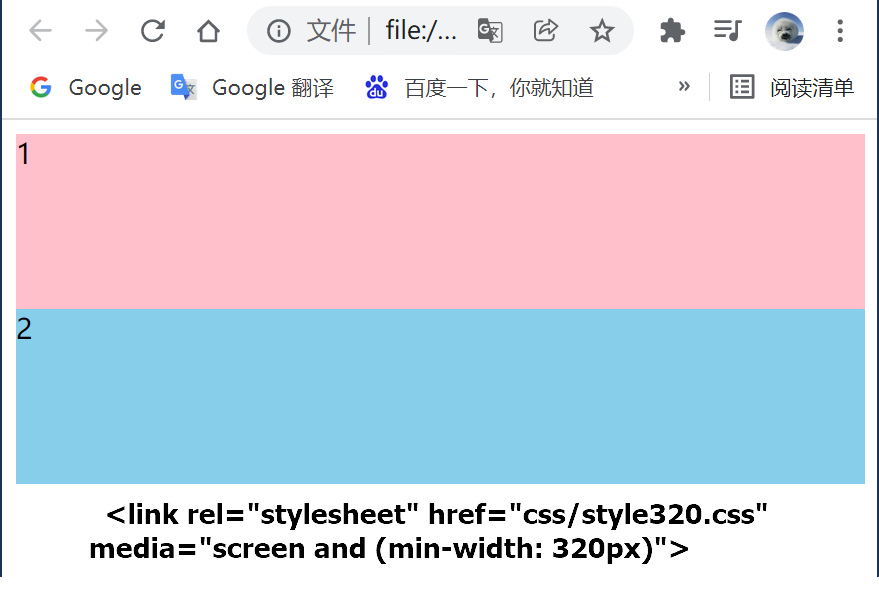 文件 | file:/...
Google Google 翻译 百度一下，你就知道 » 阅读清单
1
2
<link rel="stylesheet" href="css/style320.css"
media="screen and (min-width: 320px)">